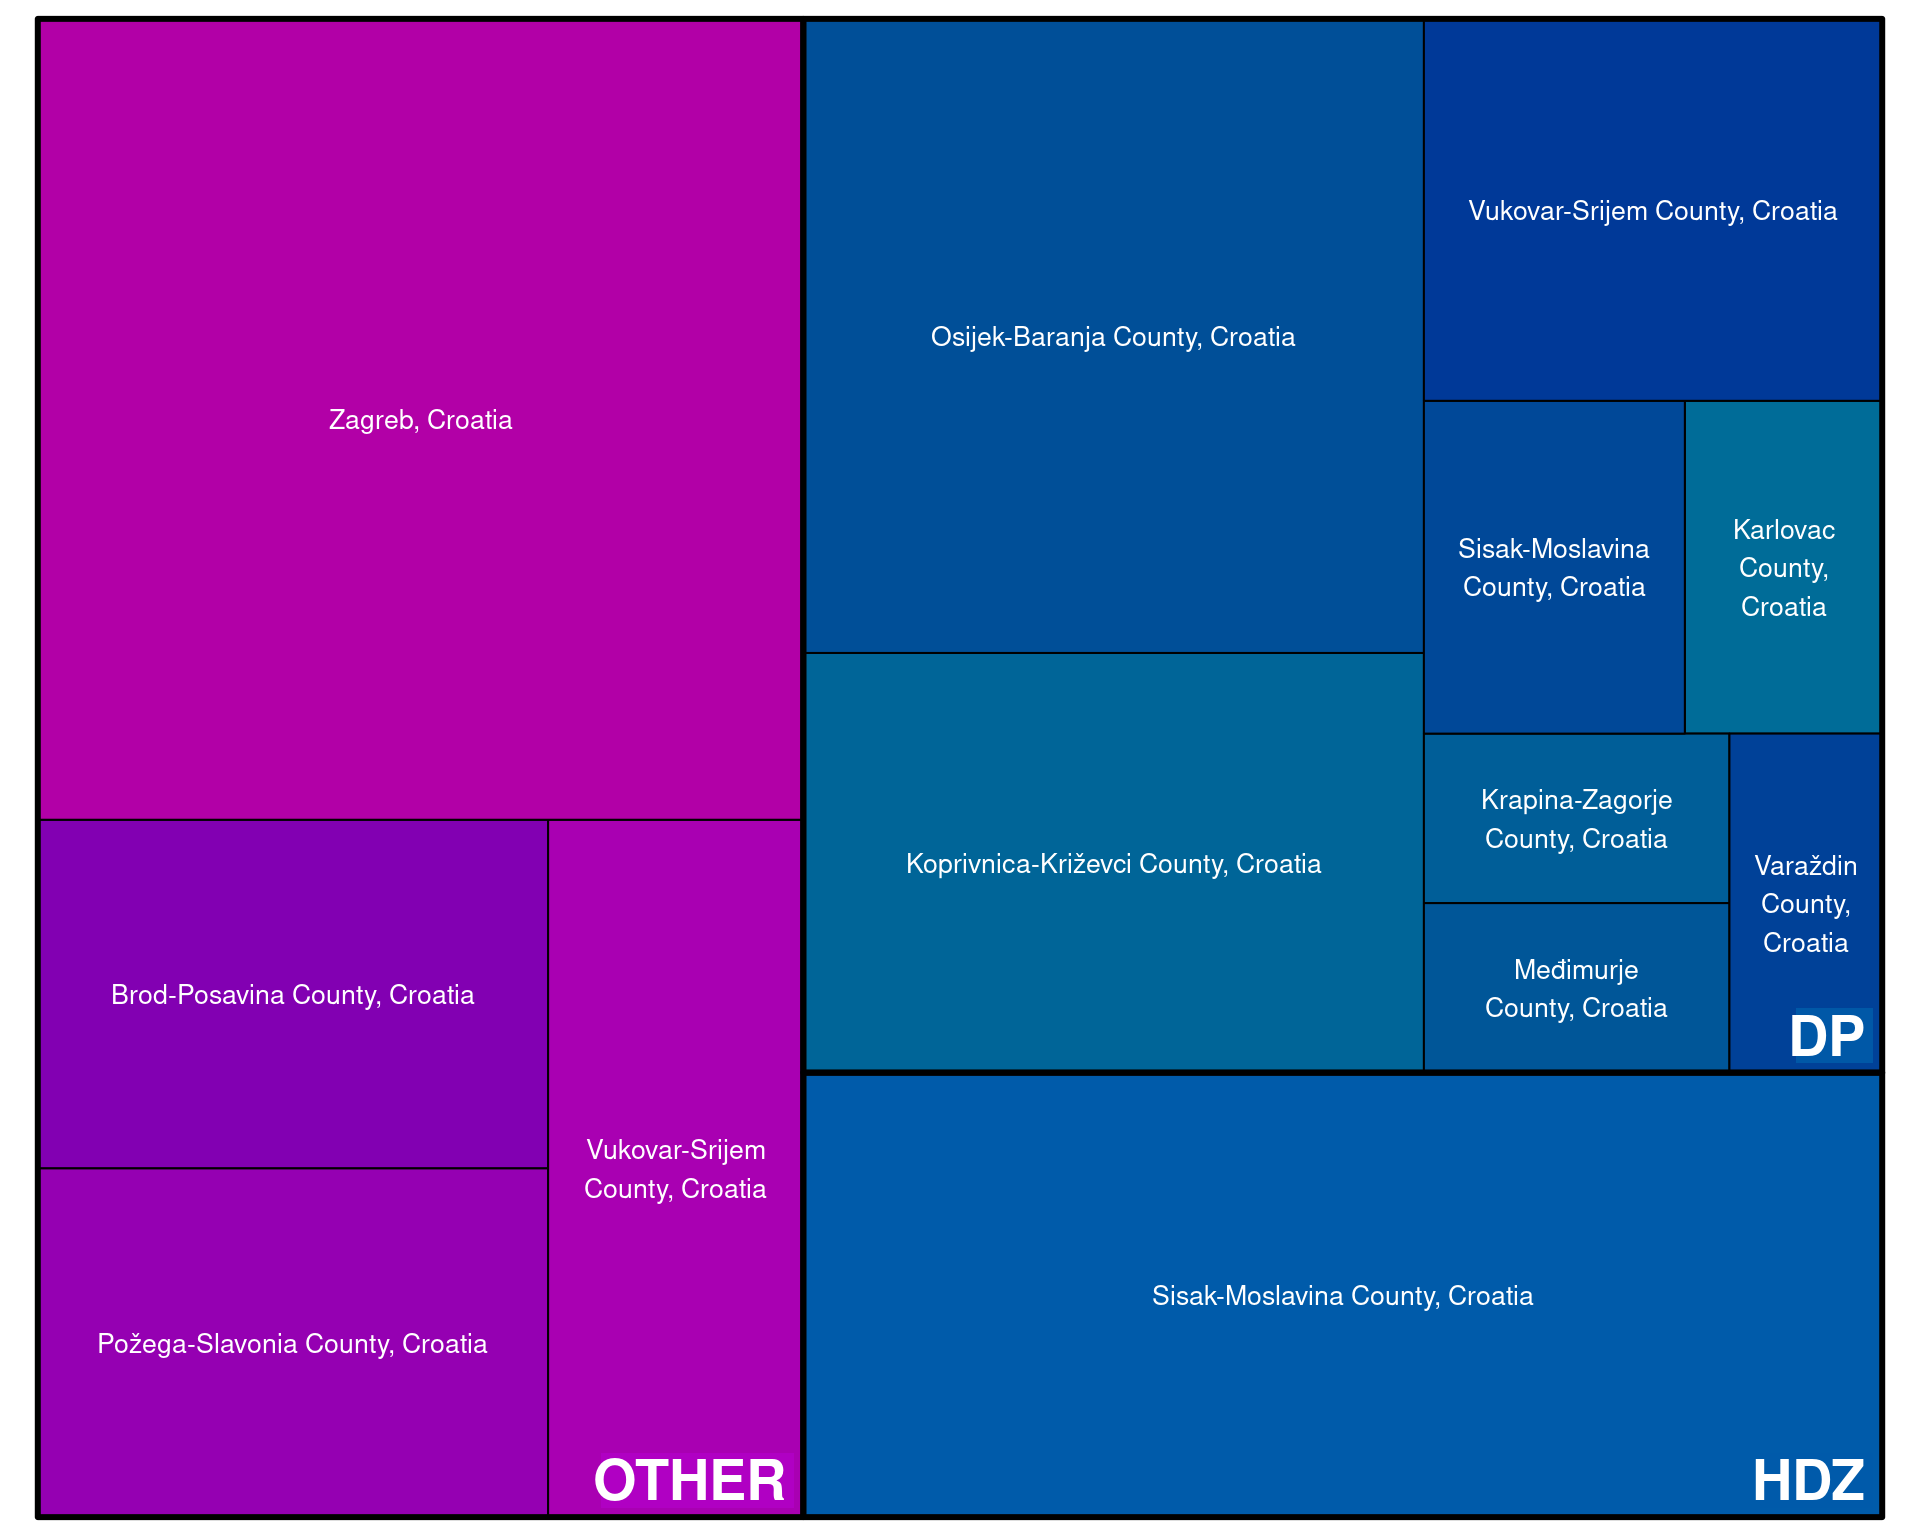 Zagreb, Croatia
Brod-Posavina County, Croatia
Požega-Slavonia County, Croatia
Vukovar-Srijem
County, Croatia
OTHER
Osijek-Baranja County, Croatia
Koprivnica-Križevci County, Croatia
Vukovar-Srijem County, Croatia
Sisak-Moslavina
County, Croatia
Karlovac
County,
Croatia
Krapina-Zagorje
County, Croatia
Međimurje
County, Croatia
Varaždin
County,
Croatia
DP
Sisak-Moslavina County, Croatia
HDZ